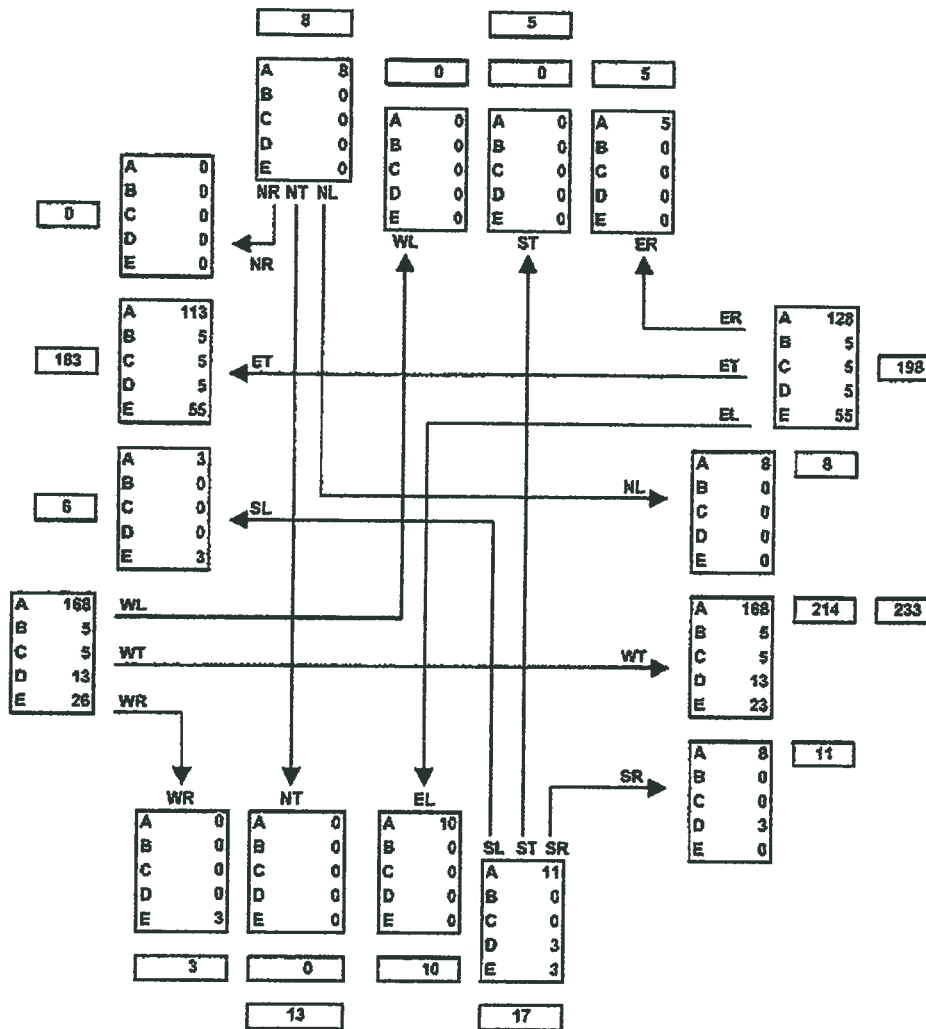 8
5
A 8
B 0
C 0
D 0
E 0
NR NT NL
0
0
5
A 0
B 0
C 0
D 0
E 0
WL
A 0
B 0
C 0
D 0
E 0
ST
A 5
B 0
C 0
D 0
E 0
ER
A 0
B 0
C 0
D 0
E 0
0
NR
A 113
B 5
C 5
D 5
E 55
183
ET
ER
ET
EL
A 128
B 5
C 5
D 5
E 55
198
A 3
B 0
C 0
D 0
E 3
6
SL
NL
A 8
B 0
C 0
D 0
E 0
8
A 168
B 5
C 5
D 13
E 26
WL
WT
WR
WT
A 168
B 5
C 5
D 13
E 23
214
233
SR
A 8
B 0
C 0
D 3
E 0
11
WR
A 0
B 0
C 0
D 0
E 3
3
NT
A 0
B 0
C 0
D 0
E 0
0
13
EL
A 10
B 0
C 0
D 0
E 0
10
SL ST SR
A 11
B 0
C 0
D 3
E 3
17